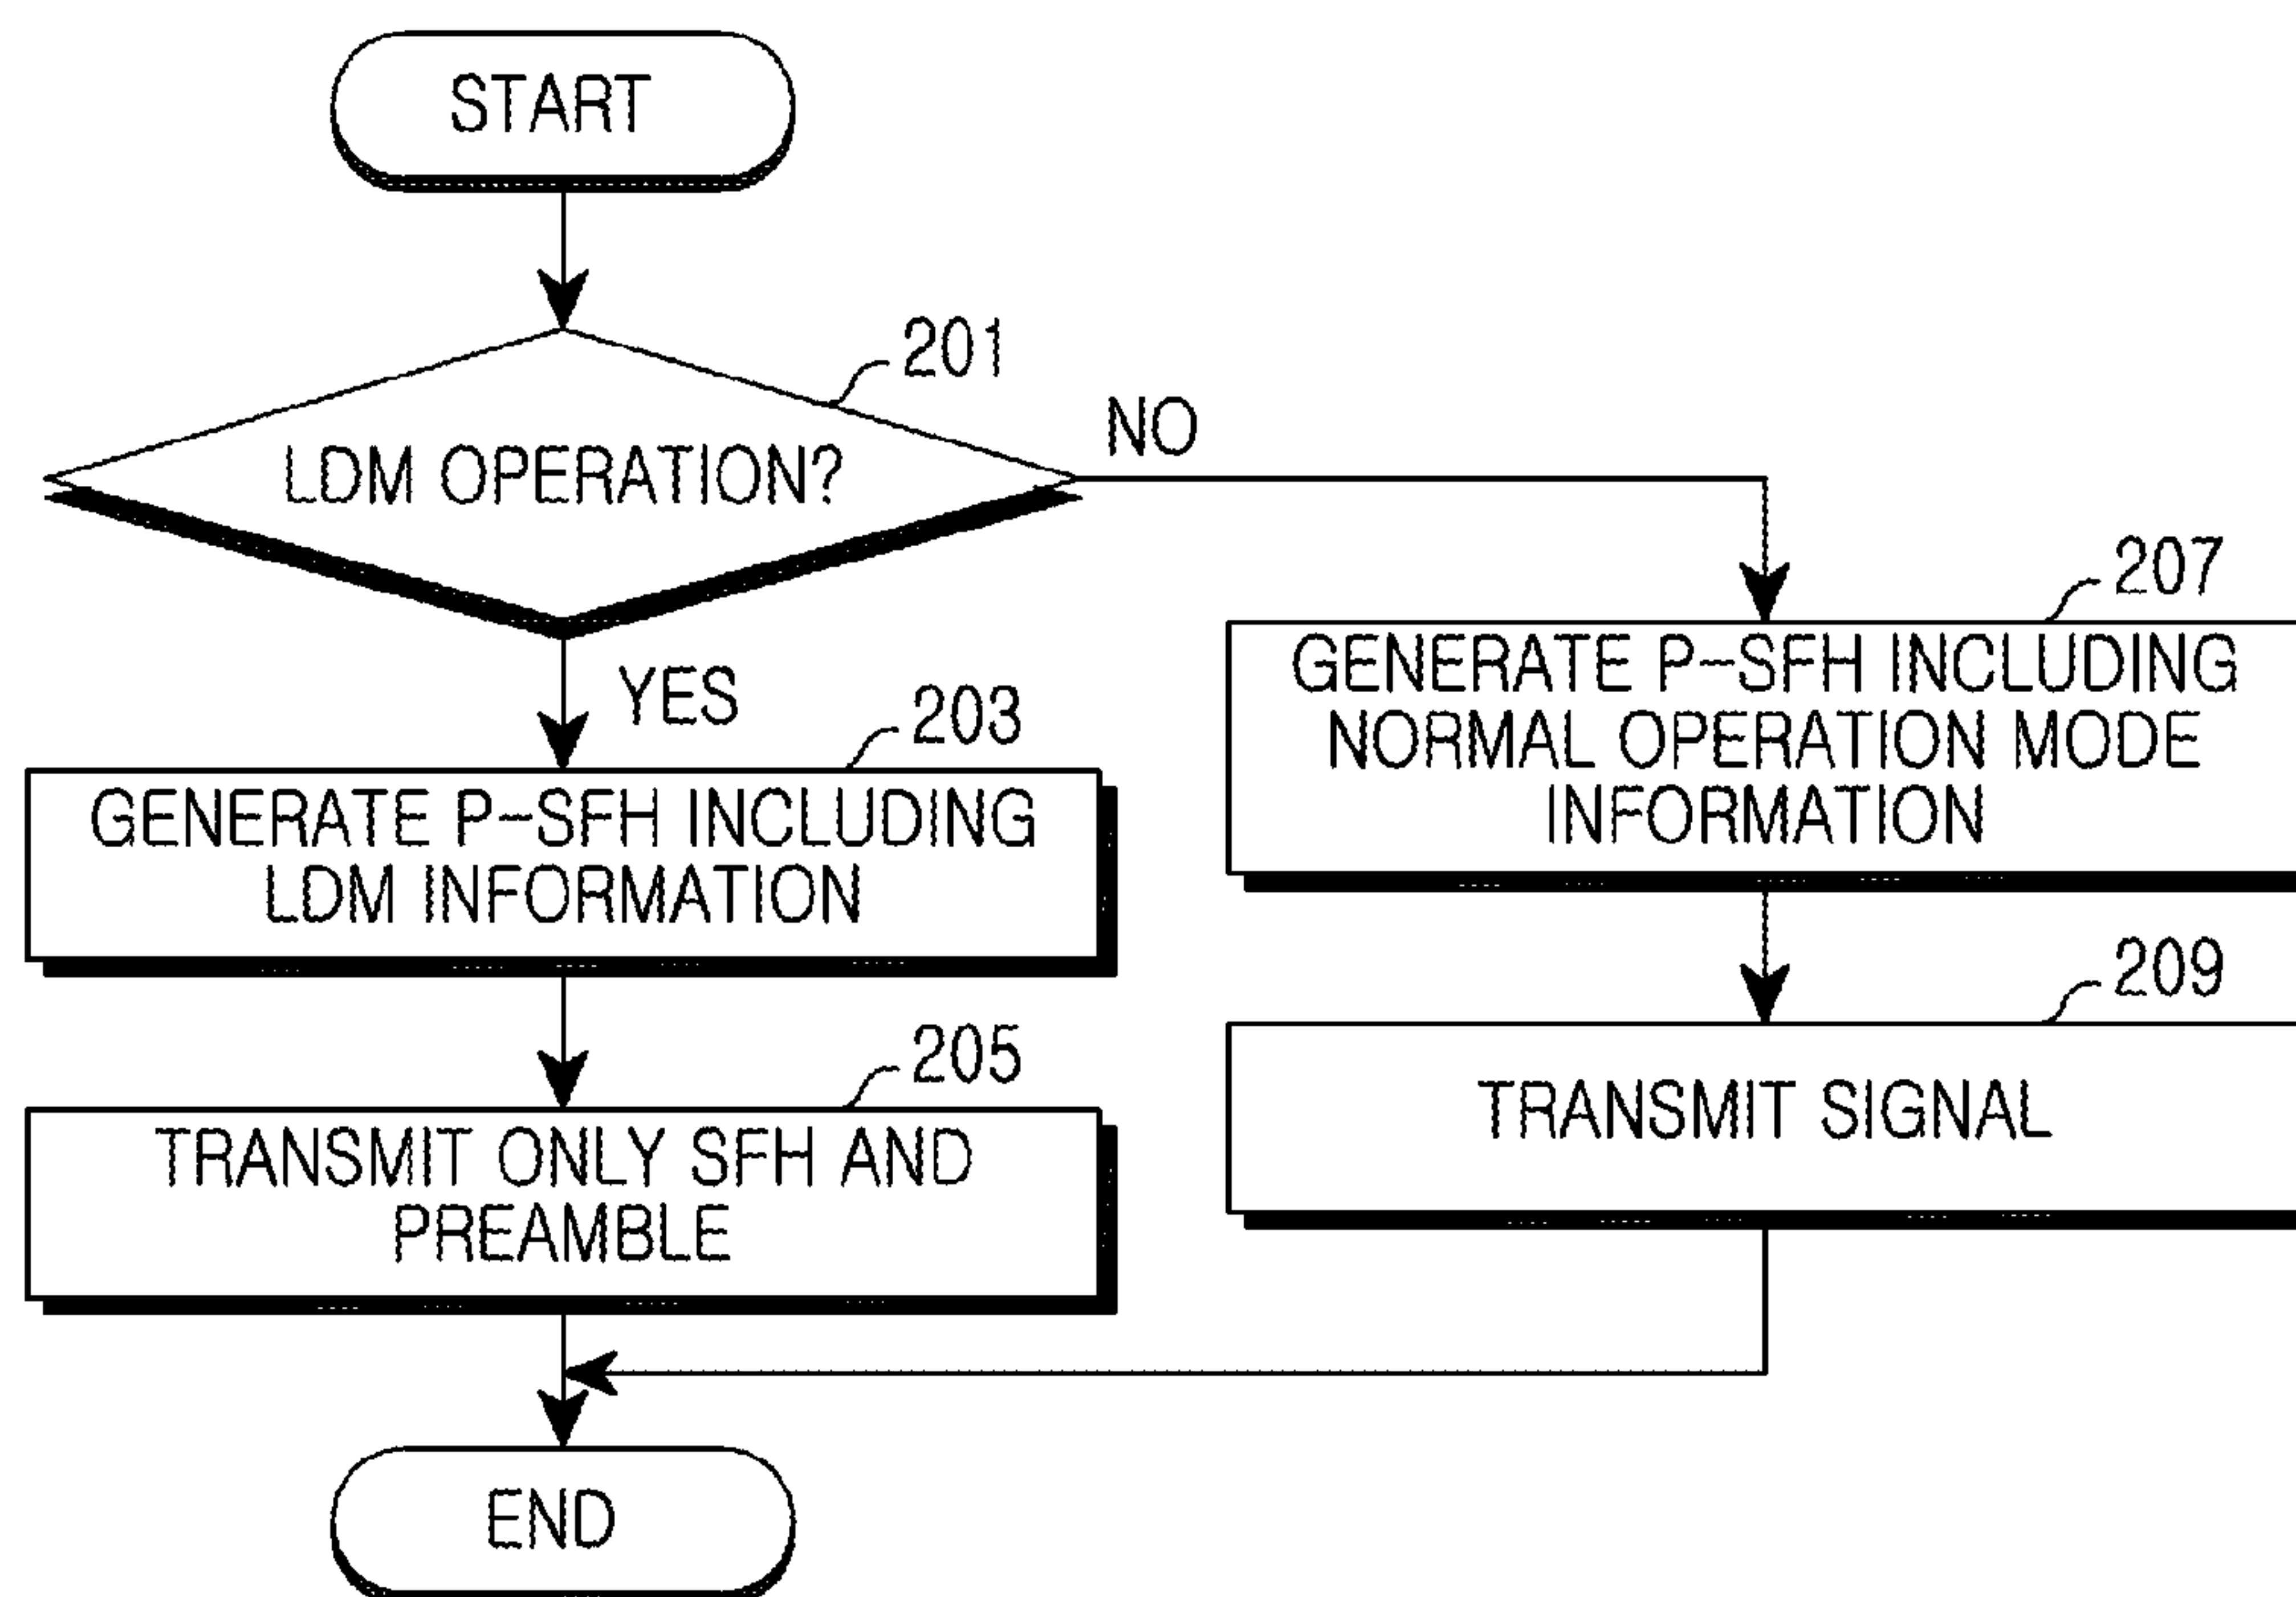 START
201
LDM OPERATION?
NO
YES
203
GENERATE P-SFH INCLUDING
LDM INFORMATION
205
TRANSMIT ONLY SFH AND
PREAMBLE
207
GENERATE P-SFH INCLUDING
NORMAL OPERATION MODE
INFORMATION
209
TRANSMIT SIGNAL
END